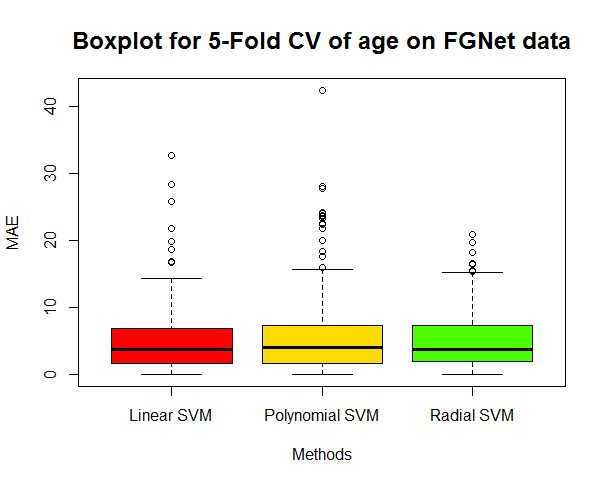 Boxplot for 5-Fold CV of age on FGNet data
MAE
40
30
20
10
0
Linear SVM
Polynomial SVM
Radial SVM
Methods